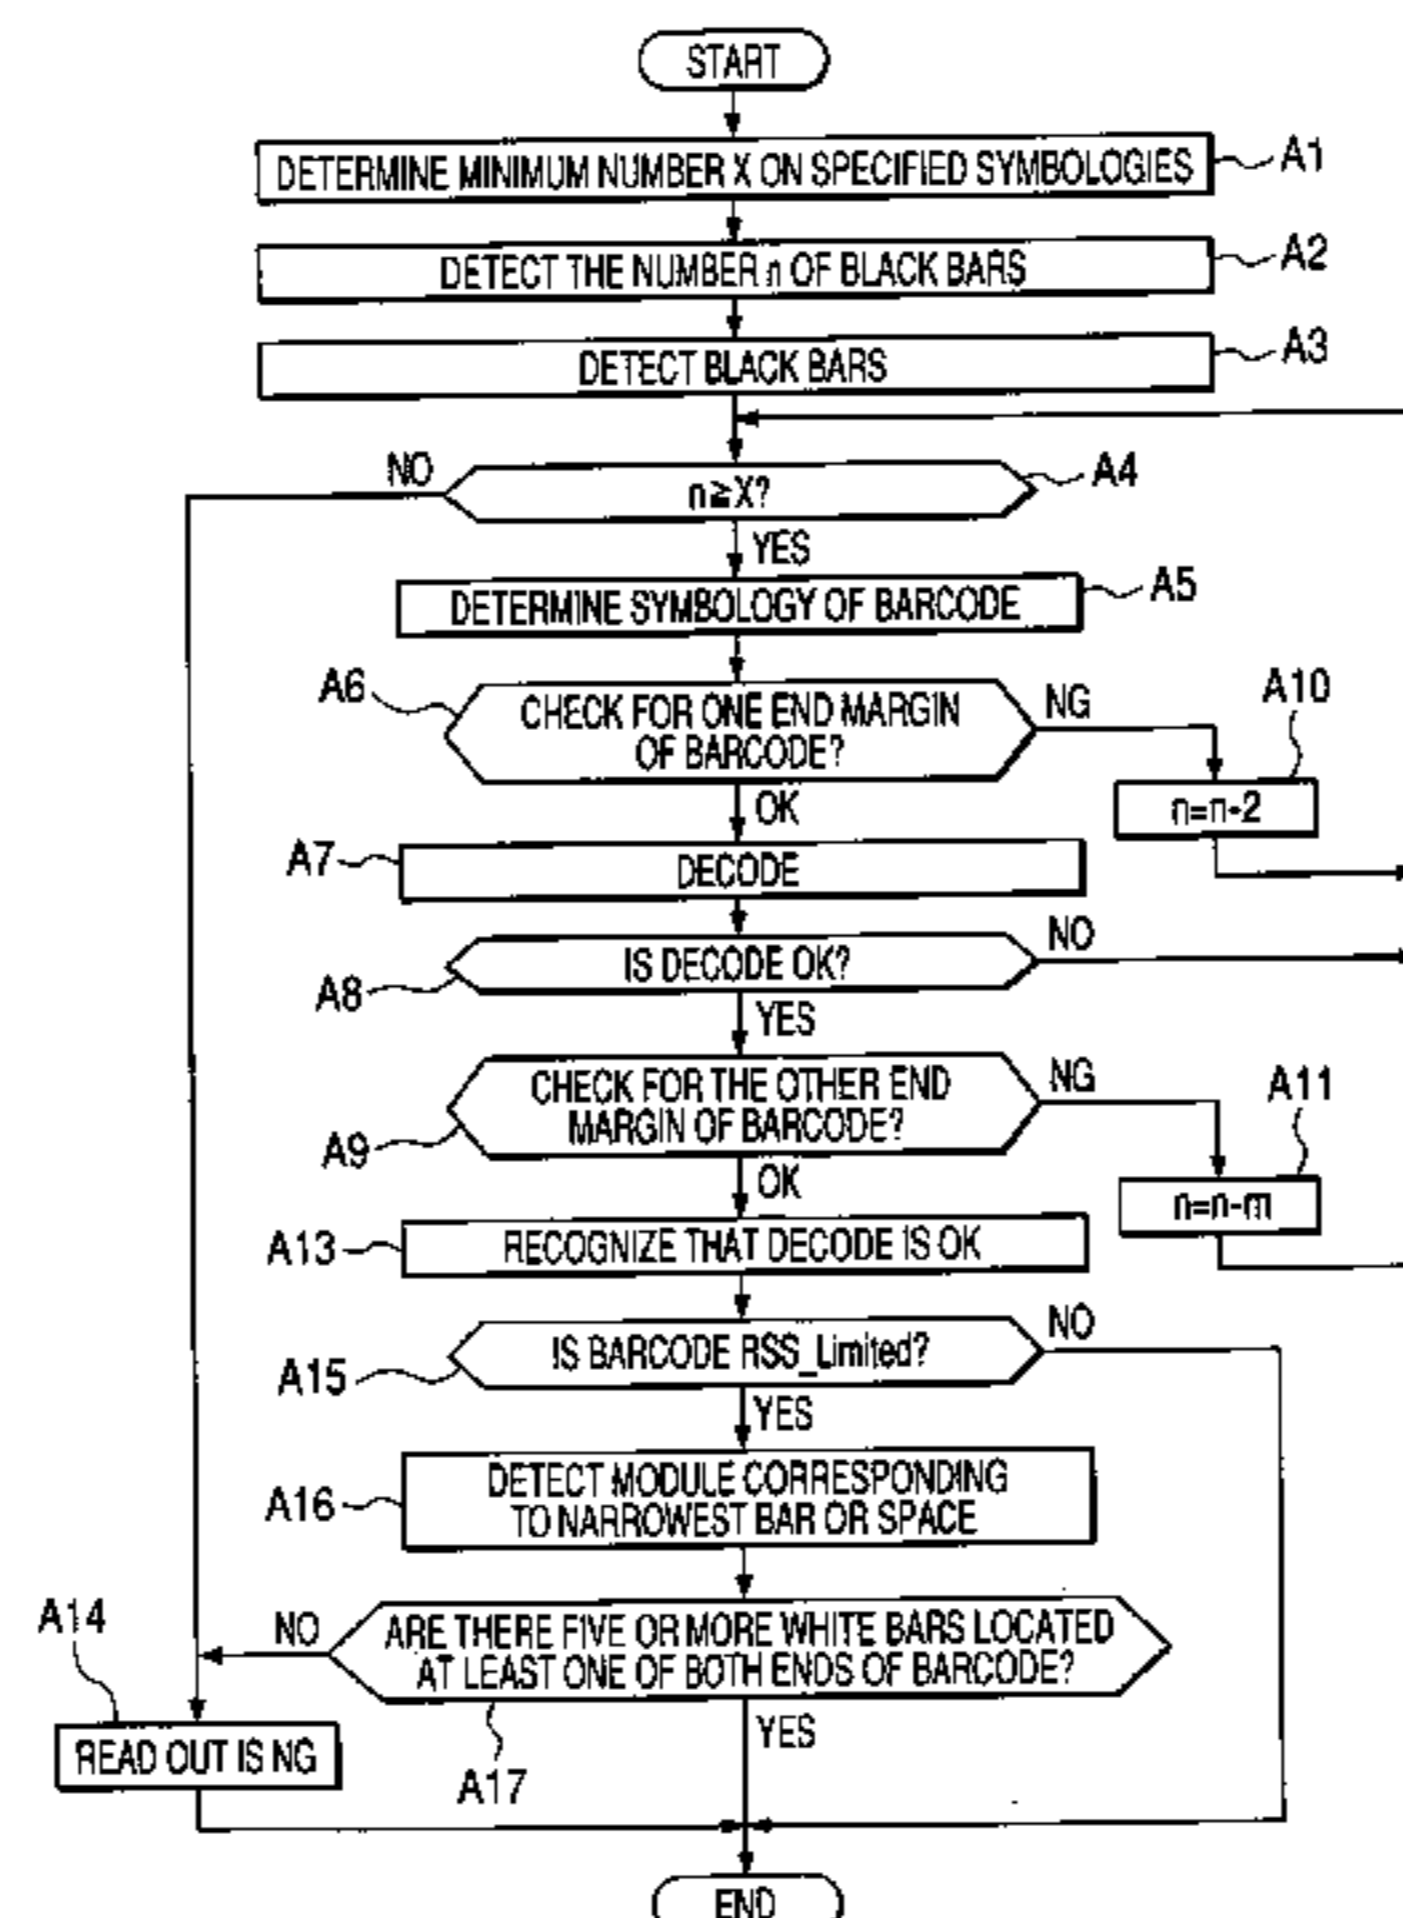 START
DETERMINE MINIMUM NUMBER X ON SPECIFIED SYMBOLOGIES
A1
DETECT THE NUMBER n OF BLACK BARS
A2
DETECT BLACK BARS
A3
NO
n≧X?
A4
YES
DETERMINE SYMBOLOGY OF BARCODE
A5
A6
CHECK FOR ONE END MARGIN
OF BARCODE?
NG
A10
n=n-2
OK
A7
DECODE
IS DECODE OK?
NO
A8
YES
CHECK FOR THE OTHER END
MARGIN OF BARCODE?
NG
A11
A9
n=n-m
OK
A13
RECOGNIZE THAT DECODE IS OK
IS BARCODE RSS_Limited?
NO
A15
YES
DETECT MODULE CORRESPONDING
TO NARROWEST BAR OR SPACE
A16
A14
NO
ARE THERE FIVE OR MORE WHITE BARS LOCATED
AT LEAST ONE OF BOTH ENDS OF BARCODE?
YES
READ OUT IS NG
A17
END